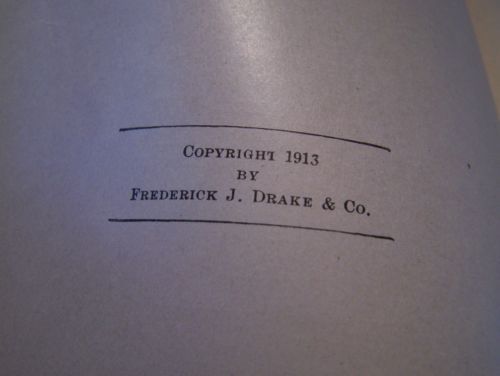 Copyright 1913
by
Frederick J. Drake & Co.